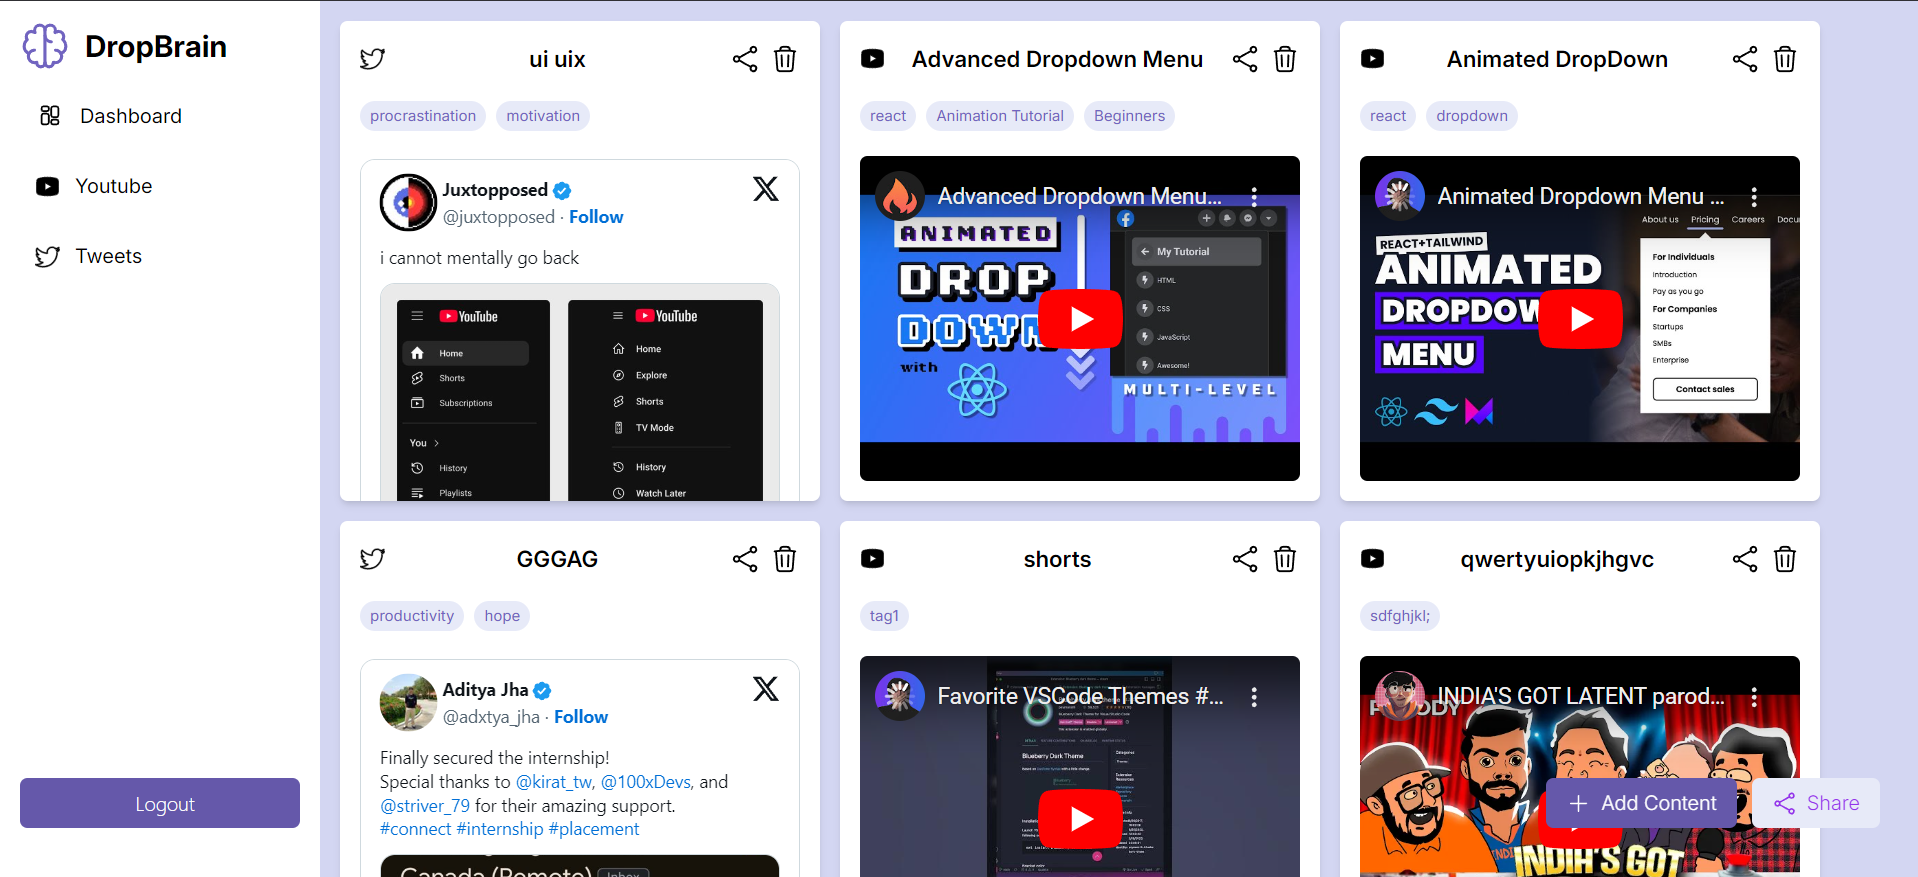 DropBrain
Dashboard
Youtube
Tweets
Logout
ui uix
procrastination motivation
Juxtopposed
@juxtopposed · Follow
i cannot mentally go back
YouTube
Home
Shorts
Subscriptions
You >
History
Playlists
YouTube
Home
Explore
Shorts
TV Mode
History
Watch Later
Advanced Dropdown Menu
react Animation Tutorial Beginners
Advanced Dropdown Menu...
ANIMATED
DROP
DOWN
with
My Tutorial
HTML
CSS
JavaScript
Awesome!
MULTI-LEVEL
Animated DropDown
react dropdown
Animated Dropdown Menu ...
About us Pricing Careers Docu
REACT+TAILWIND
ANIMATED
DROPDOW
MENU
For Individuals
Introduction
Pay as you go
For Companies
Startups
SMBs
Enterprise
Contact sales
GGGAG
productivity hope
Aditya Jha
@adxtya_jha · Follow
Finally secured the internship!
Special thanks to @kirat_tw, @100xDevs, and
@striver_79 for their amazing support.
#connect #internship #placement
Canada (Remote) Inbox
shorts
tag1
Favorite VSCode Themes #...
Blueberry Dark Theme
qwertyuiopkjhgvc
sdfghjkl;
INDIA'S GOT LATENT parod...
INDIA'S GOT
+ Add Content
Share